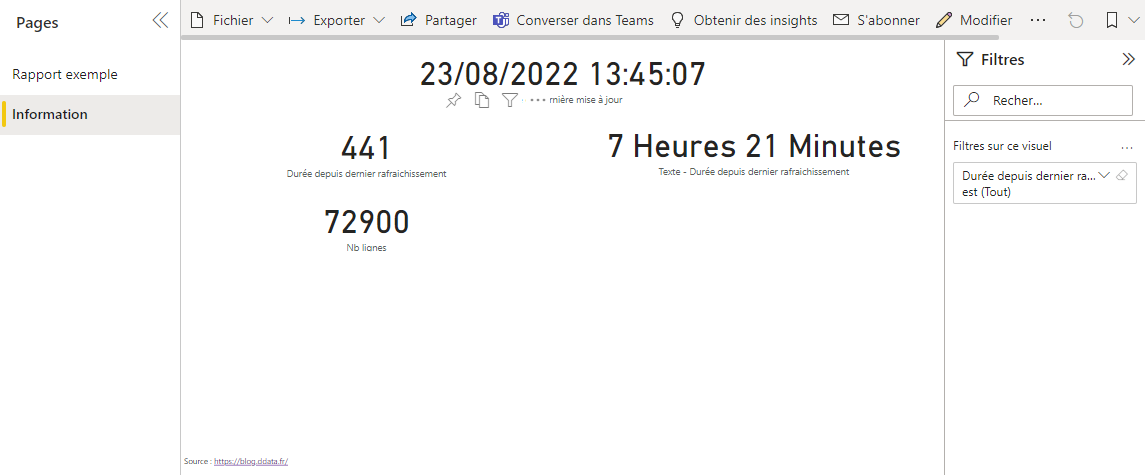 Pages
Fichier Exporter Partager Converser dans Teams Obtenir des insights S'abonner Modifier
Rapport exemple
Information
23/08/2022 13:45:07
mière mise à jour
441
Durée depuis dernier rafraichissement
7 Heures 21 Minutes
Texte - Durée depuis dernier rafraichissement
72900
Nb lignes
Source : https://blog.ddata.fr/
Filtres
Recher...
Filtres sur ce visuel
Durée depuis dernier ra...
est (Tout)